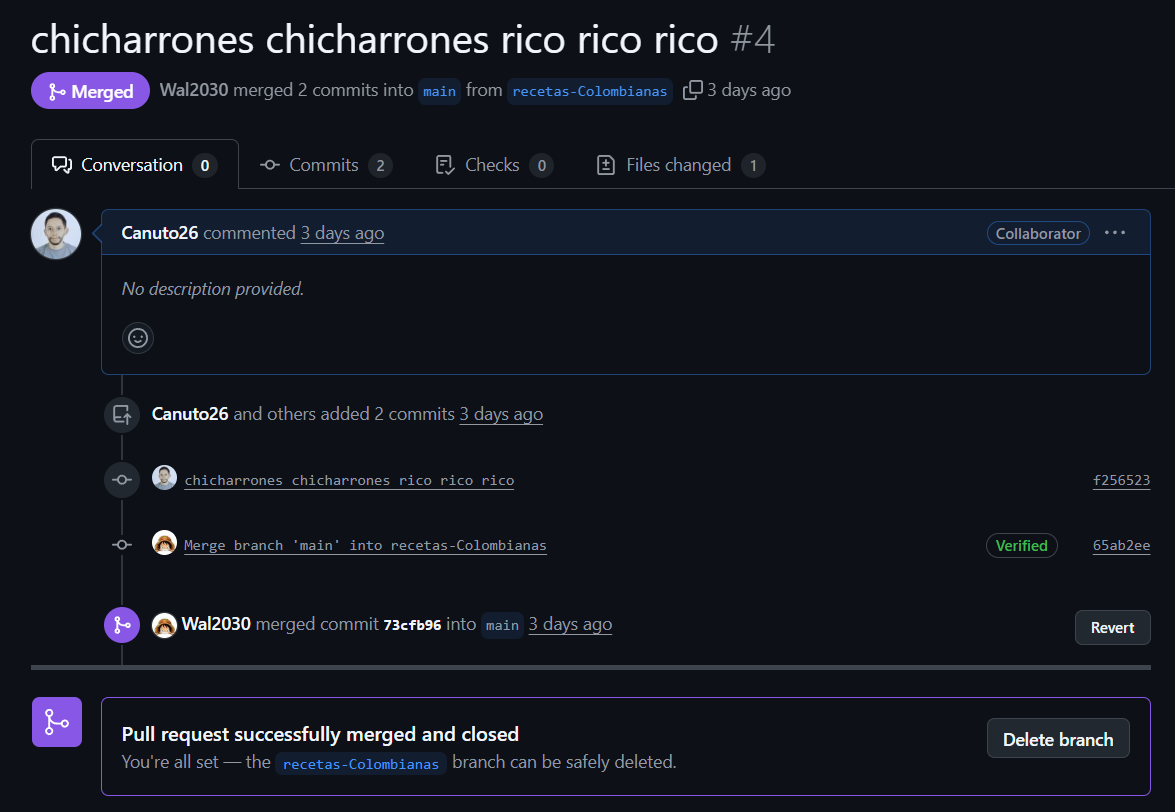 chicharrones chicharrones rico rico rico #4
Merged Wal2030 merged 2 commits into main from recetas-Colombianas 3 days ago
Conversation 0 Commits 2 Checks 0 Files changed 1
Canuto26 commented 3 days ago Collaborator ...
No description provided.
Canuto26 and others added 2 commits 3 days ago
chicharrones chicharrones rico rico rico f256523
Merge branch 'main' into recetas-Colombianas Verified 65ab2ee
Wal2030 merged commit 73cfb96 into main 3 days ago Revert
Pull request successfully merged and closed
You're all set — the recetas-Colombianas branch can be safely deleted. Delete branch